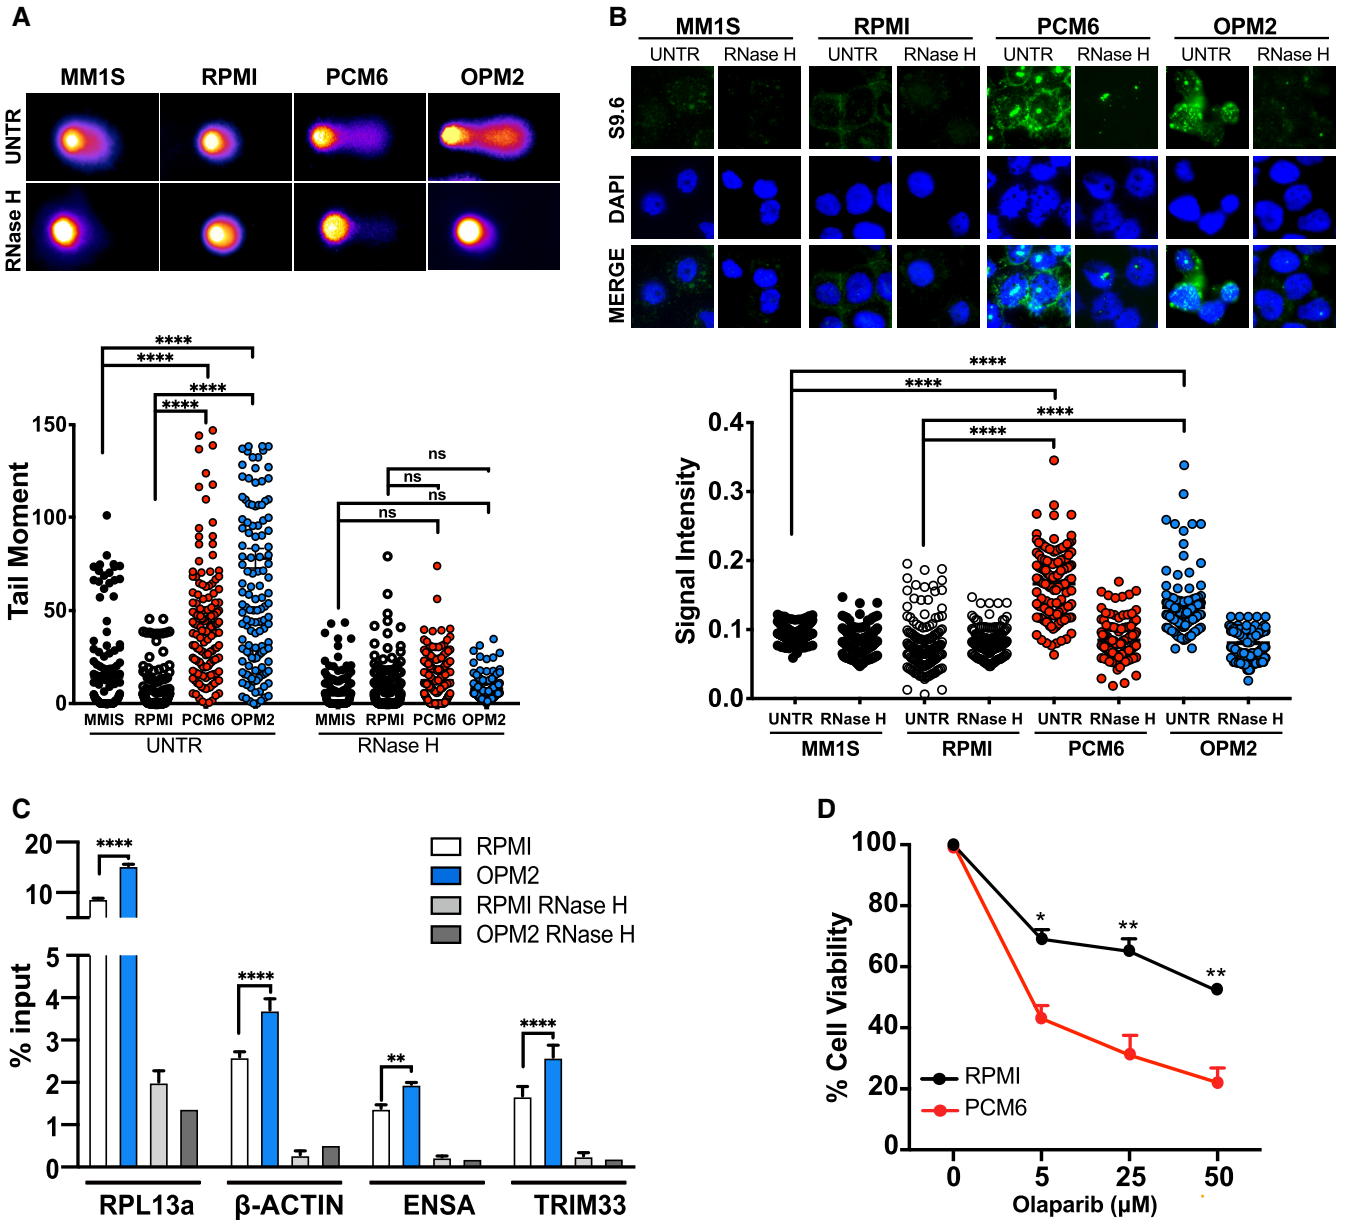 A
MM1S RPMI PCM6 OPM2
UNTR
RNase H
**** 
****
****
****
ns
ns
ns
ns
Tail Moment
150
100
50
0
MMIS RPMI PCM6 OPM2 MMIS RPMI PCM6 OPM2
UNTR RNase H
B
MM1S RPMI PCM6 OPM2
UNTR RNase H UNTR RNase H UNTR RNase H UNTR RNase H
S9.6
DAPI
MERGE
****
****
****
****
Signal Intensity
0.4
0.3
0.2
0.1
0.0
UNTR RNase H UNTR RNase H UNTR RNase H UNTR RNase H
MM1S RPMI PCM6 OPM2
C
% input
20
10
5
4
3
2
1
0
****
****
**
****
RPMI
OPM2
RPMI RNase H
OPM2 RNase H
RPL13a β-ACTIN ENSA TRIM33
D
% Cell Viability
100
80
60
40
20
0
*
**
**
RPMI
PCM6
0 5 25 50
Olaparib (µM)